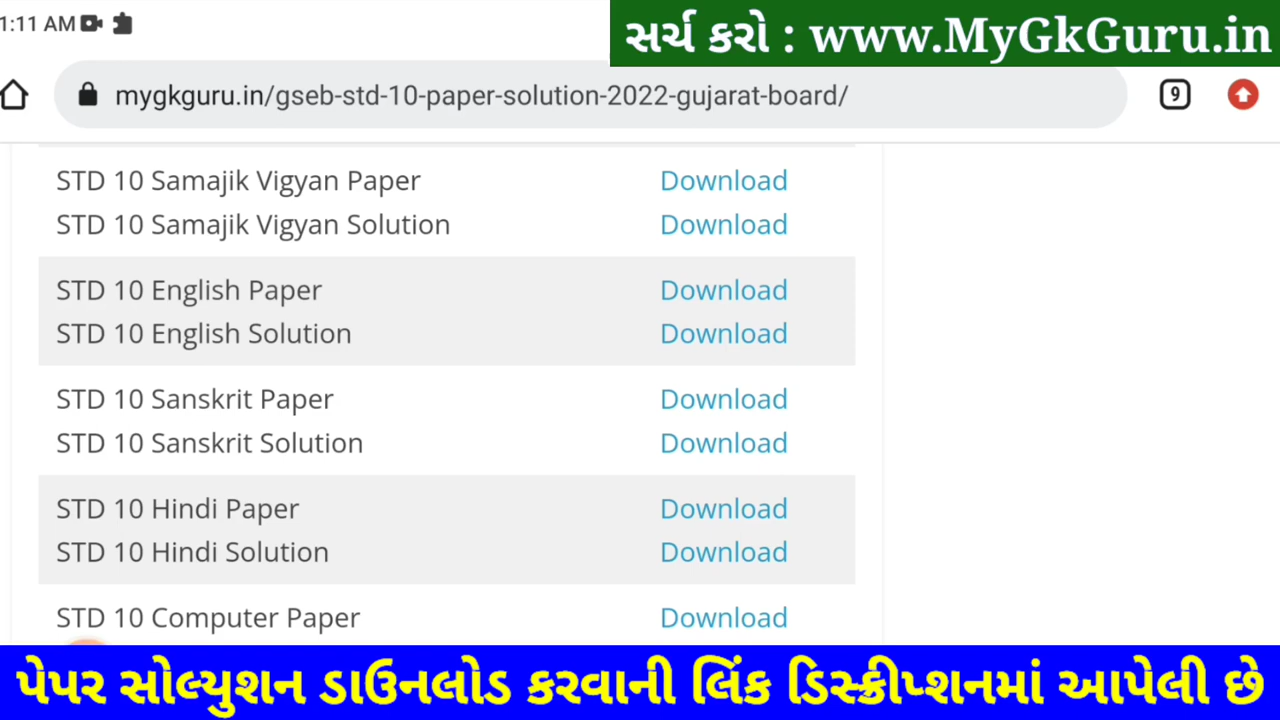 1:11 AM
સર્ચ કરો : www.MyGkGuru.in
mygkguru.in/gseb-std-10-paper-solution-2022-gujarat-board/
9
STD 10 Samajik Vigyan Paper Download
STD 10 Samajik Vigyan Solution Download
STD 10 English Paper Download
STD 10 English Solution Download
STD 10 Sanskrit Paper Download
STD 10 Sanskrit Solution Download
STD 10 Hindi Paper Download
STD 10 Hindi Solution Download
STD 10 Computer Paper Download
પેપર સોલ્યુશન ડાઉનલોડ કરવાની લિંક ડિસ્ક્રીપ્શનમાં આપેલી છે